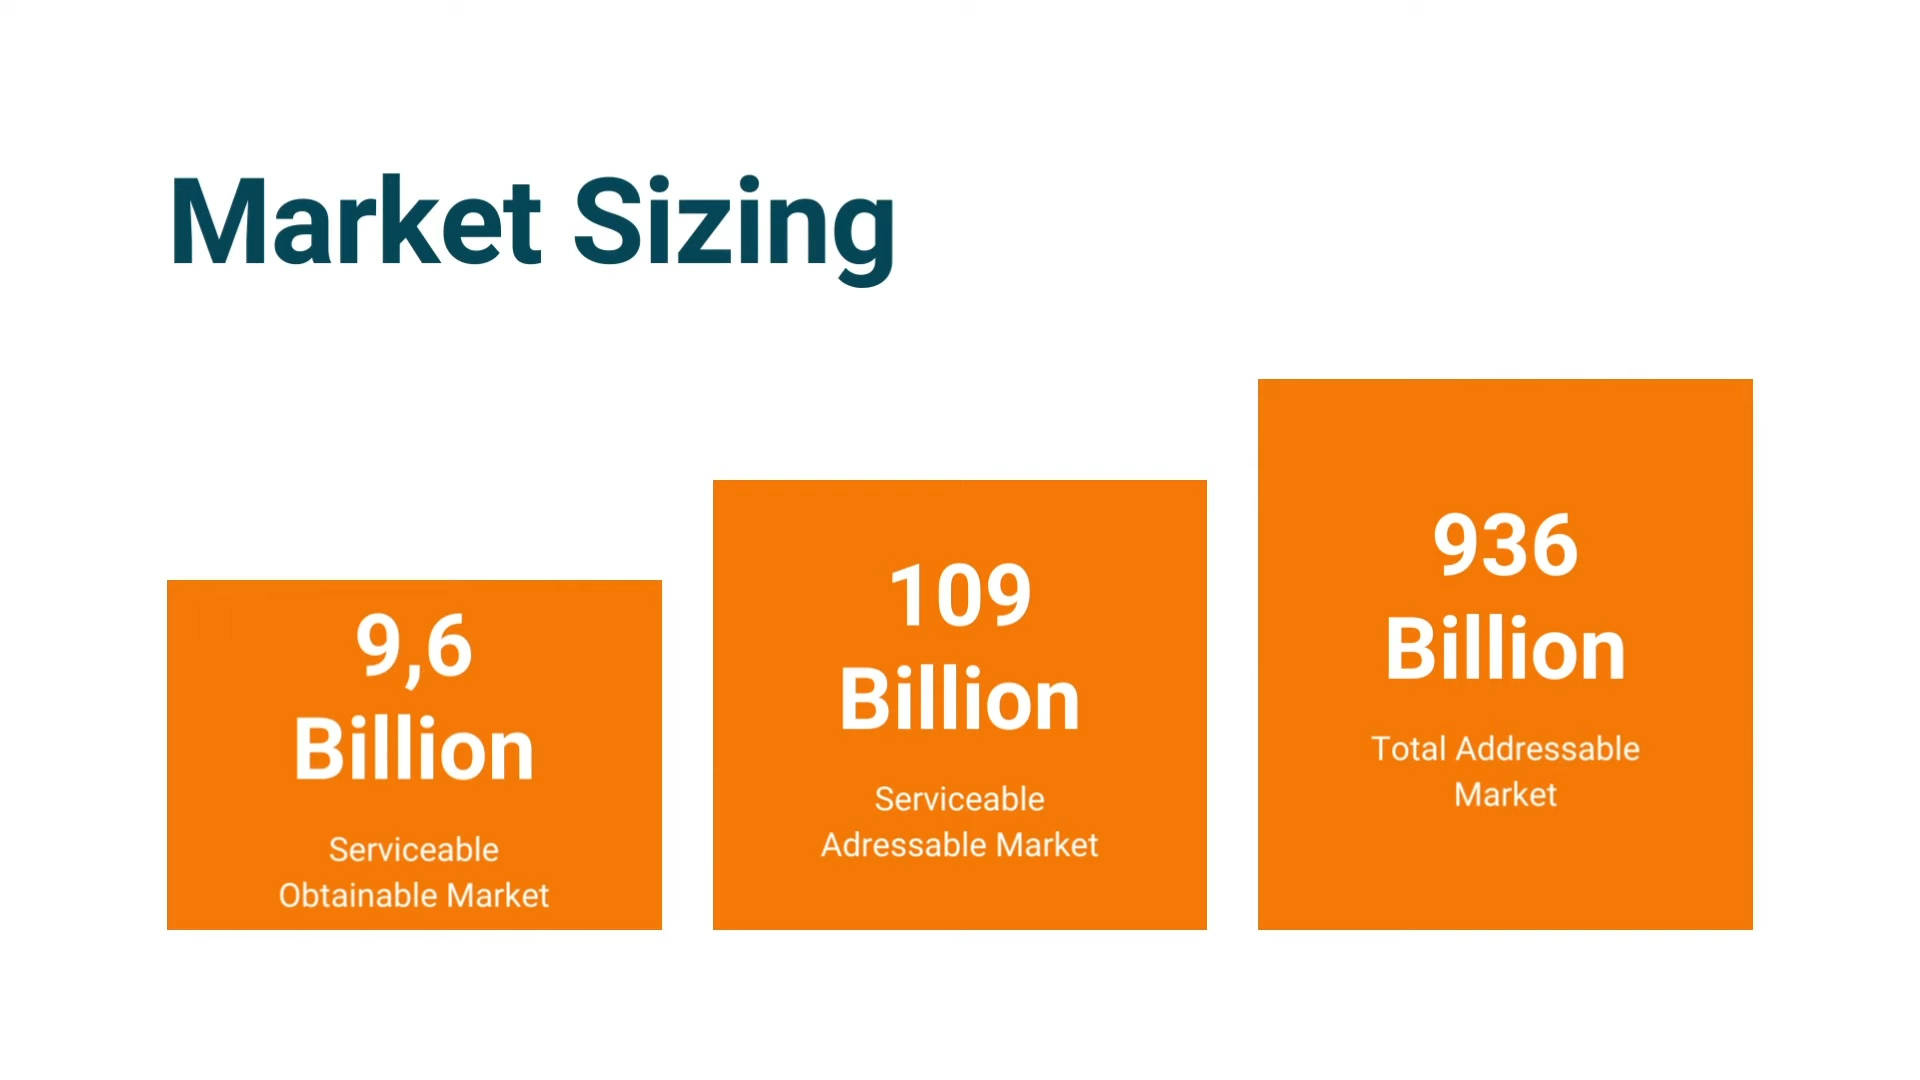 Market Sizing
9,6
Billion
Serviceable
Obtainable Market
109
Billion
Serviceable
Adressable Market
936
Billion
Total Addressable
Market